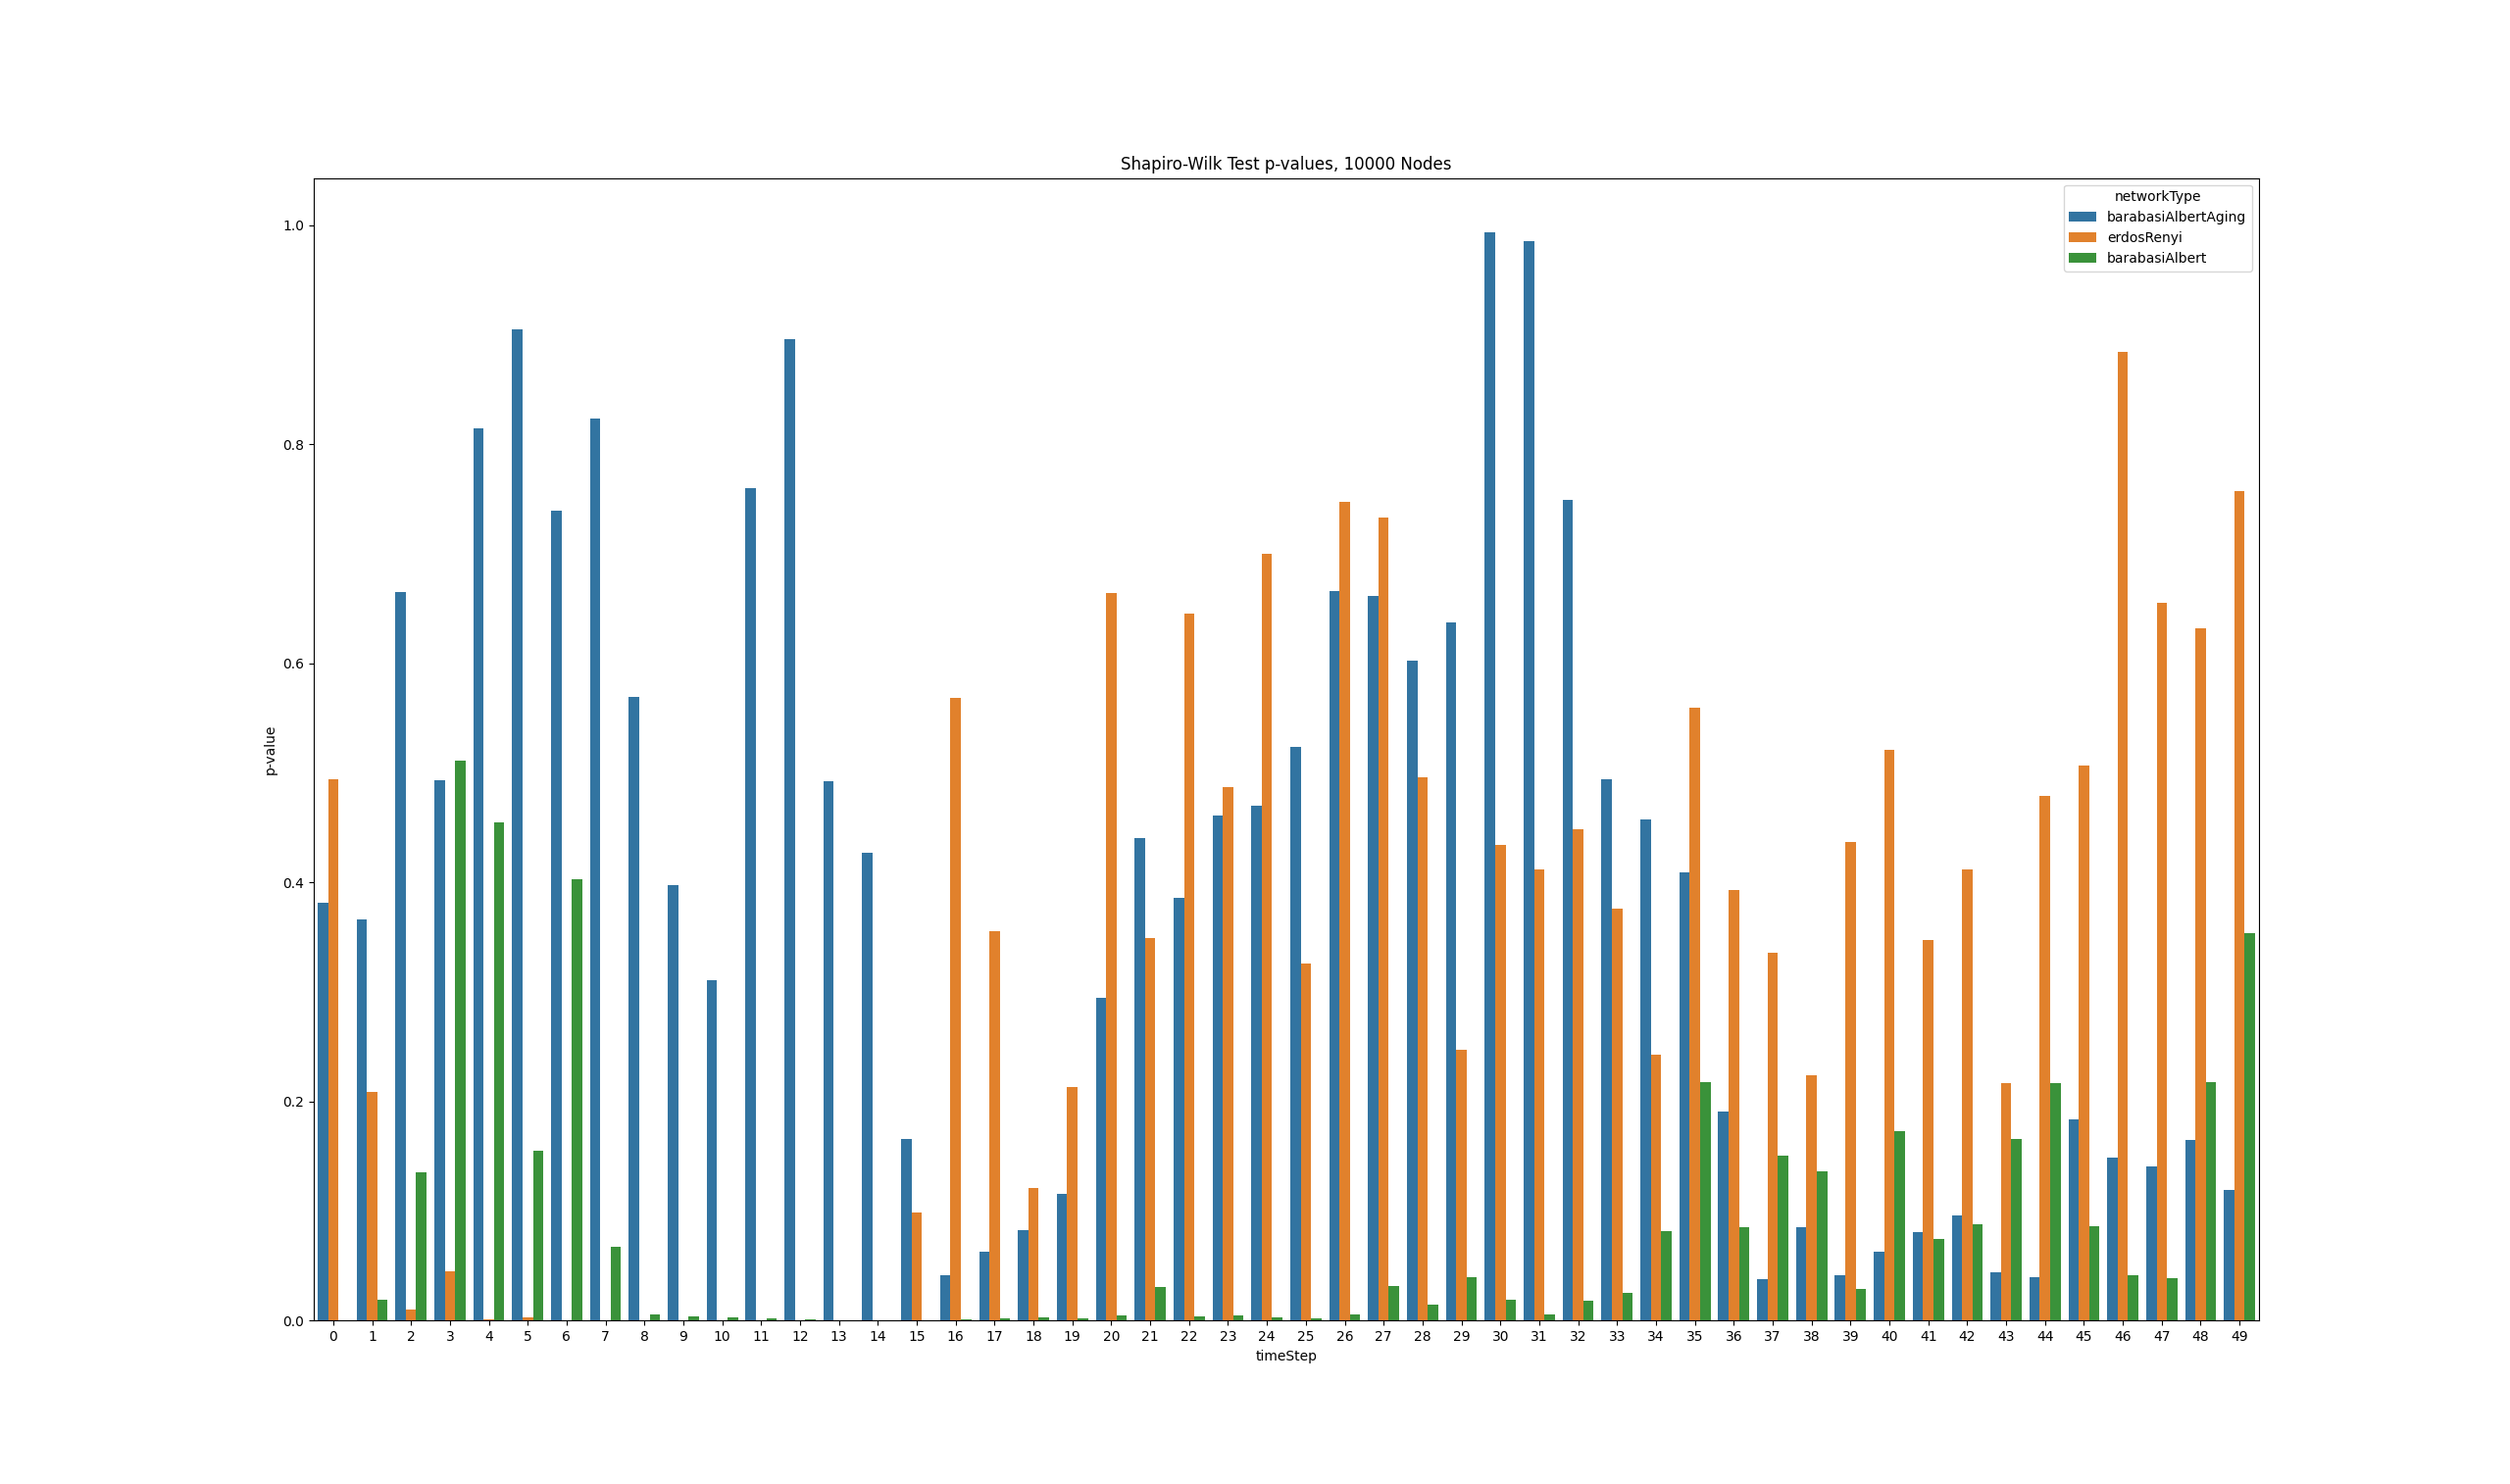 Shapiro-Wilk Test p-values, 10000 Nodes
networkType
barabasiAlbertAging
erdosRenyi
barabasiAlbert
1.0
0.8
0.6
0.4
0.2
0.0
p-value
0 1 2 3 4 5 6 7 8 9 10 11 12 13 14 15 16 17 18 19 20 21 22 23 24 25 26 27 28 29 30 31 32 33 34 35 36 37 38 39 40 41 42 43 44 45 46 47 48 49
timeStep